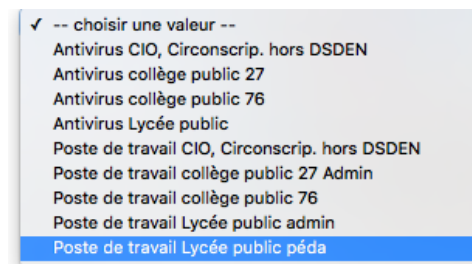 ✓ -- choisir une valeur --
Antivirus CIO, Circonscrip. hors DSDEN
Antivirus collège public 27
Antivirus collège public 76
Antivirus Lycée public
Poste de travail CIO, Circonscrip. hors DSDEN
Poste de travail collège public 27 Admin
Poste de travail collège public 76
Poste de travail Lycée public admin
Poste de travail Lycée public péda